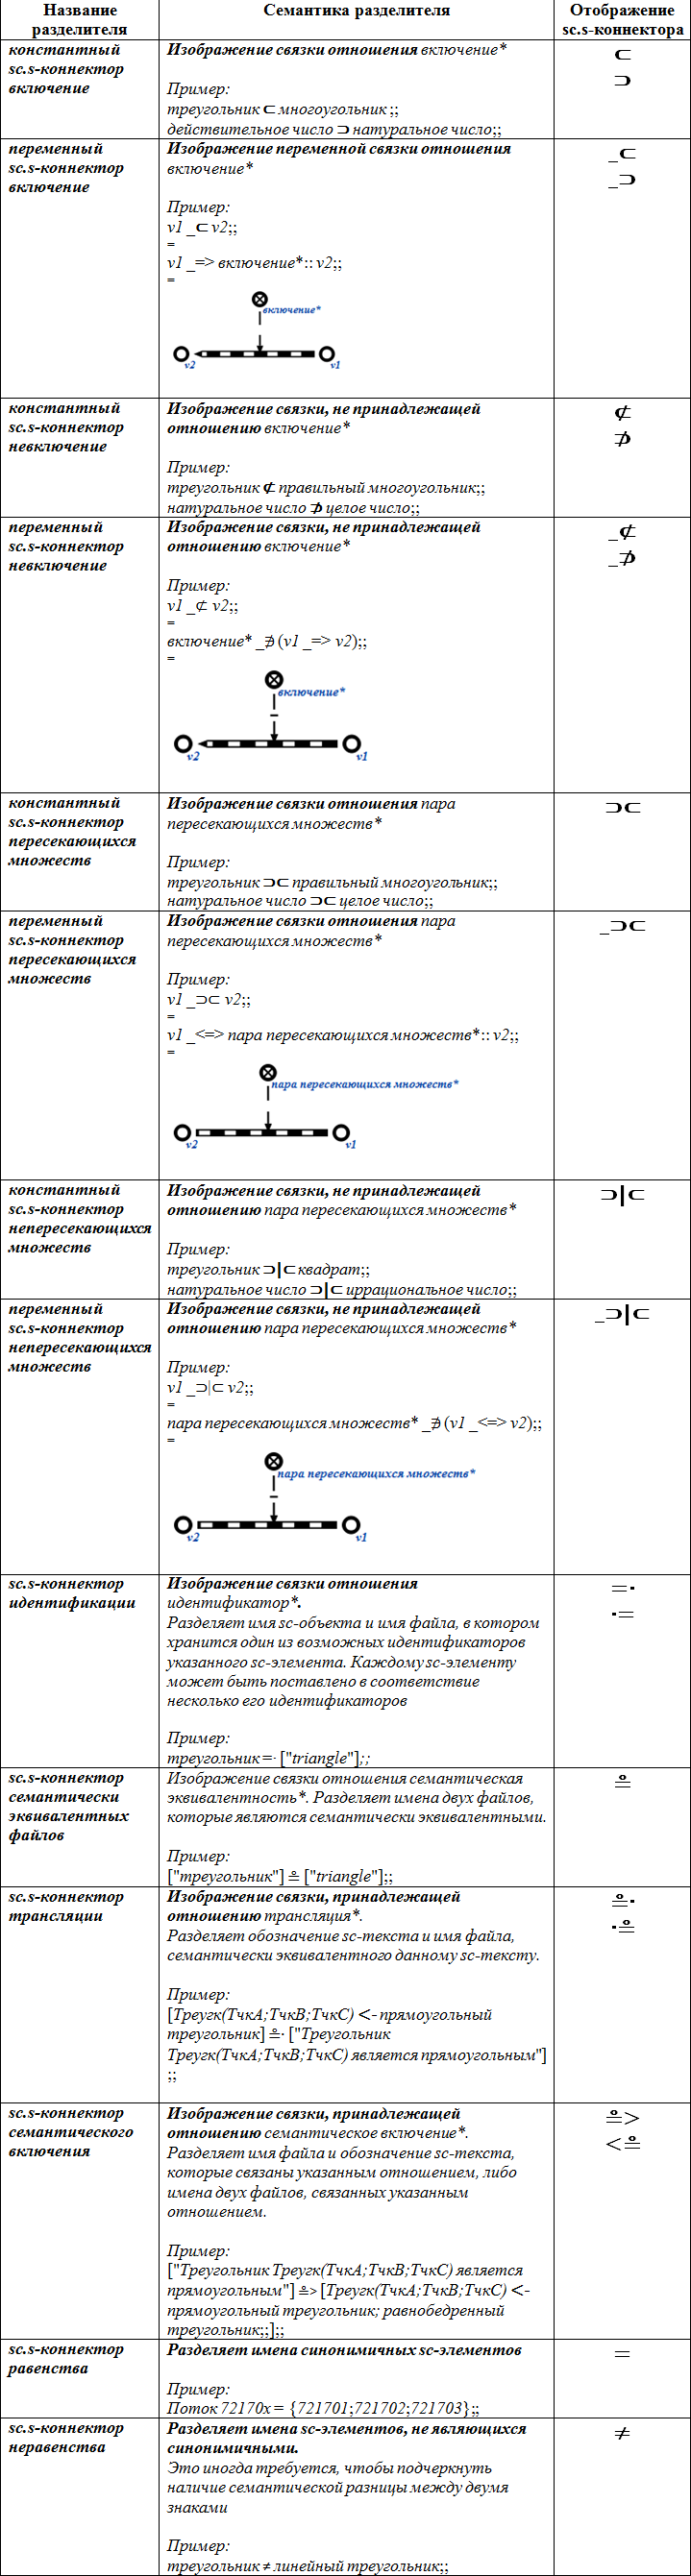 Название
разделителя
Семантика разделителя
Отображение
sc.s-коннектора
константный
sc.s-коннектор
включение
Изображение связки отношения включение*
Пример:
треугольник ⊂ многоугольник ;;
действительное число ⊃ натуральное число;;
⊂
⊃
переменный
sc.s-коннектор
включение
Изображение переменной связки отношения
включение*
Пример:
v1 _⊂ v2;;
=
v1 _=> включение*:: v2;;
=
включение*
v2
v1
_⊂
_⊃
константный
sc.s-коннектор
невключение
Изображение связки, не принадлежащей
отношению включение*
Пример:
треугольник ⊄ правильный многоугольник;;
натуральное число ⊅ целое число;;
⊄
⊅
переменный
sc.s-коннектор
невключение
Изображение связки, не принадлежащей
отношению включение*
Пример:
v1 _⊄ v2;;
=
включение* _∌ (v1 _=> v2);;
=
включение*
v2
v1
_⊄
_⊅
константный
sc.s-коннектор
пересекающихся
множеств
Изображение связки отношения пара
пересекающихся множеств*
Пример:
треугольник ⊃⊂ правильный многоугольник;;
натуральное число ⊃⊂ целое число;;
⊃⊂
переменный
sc.s-коннектор
пересекающихся
множеств
Изображение связки отношения пара
пересекающихся множеств*
Пример:
v1 _⊃⊂ v2;;
=
v1 _<=> пара пересекающихся множеств*:: v2;;
=
пара пересекающихся множеств*
v2
v1
_⊃⊂
константный
sc.s-коннектор
непересекающихся
множеств
Изображение связки, не принадлежащей
отношению пара пересекающихся множеств*
Пример:
треугольник ⊃|⊂ квадрат;;
натуральное число ⊃|⊂ иррациональное число;;
⊃|⊂
переменный
sc.s-коннектор
непересекающихся
множеств
Изображение связки, не принадлежащей
отношению пара пересекающихся множеств*
Пример:
v1 _⊃|⊂ v2;;
=
пара пересекающихся множеств* _∌ (v1 _<=> v2);;
=
пара пересекающихся множеств*
v2
v1
_⊃|⊂
sc.s-коннектор
идентификации
Изображение связки отношения
идентификатор*.
Разделяет имя sc-объекта и имя файла, в котором
хранится один из возможных идентификаторов
указанного sc-элемента. Каждому sc-элементу
может быть поставлено в соответствие
несколько его идентификаторов
Пример:
треугольник =· ["triangle"];;
=·
·=
sc.s-коннектор
семантически
эквивалентных
файлов
Изображение связки отношения семантическая
эквивалентность*. Разделяет имена двух файлов,
которые являются семантически эквивалентными.
Пример:
["треугольник"] ≗ ["triangle"];;
≗
sc.s-коннектор
трансляции
Изображение связки, принадлежащей
отношению трансляция*.
Разделяет обозначение sc-текста и имя файла,
семантически эквивалентного данному sc-тексту.
Пример:
[Треугк(ТчкА;ТчкВ;ТчкС) <- прямоугольный
треугольник] ≗· ["Треугольник
Треугк(ТчкА;ТчкВ;ТчкС) является прямоугольным"]
;;
≗·
·≗
sc.s-коннектор
семантического
включения
Изображение связки, принадлежащей
отношению семантическое включение*.
Разделяет имя файла и обозначение sc-текста,
которые связаны указанным отношением, либо
имена двух файлов, связанных указанным
отношением.
Пример:
["Треугольник Треугк(ТчкА;ТчкВ;ТчкС) является
прямоугольным"] ≗> [Треугк(ТчкА;ТчкВ;ТчкС) <-
прямоугольный треугольник; равнобедренный
треугольник;;];;
≗>
<≗
sc.s-коннектор
равенства
Разделяет имена синонимичных sc-элементов
Пример:
Поток 72170х = {721701;721702;721703};;
=
sc.s-коннектор
неравенства
Разделяет имена sc-элементов, не являющихся
синонимичными.
Это иногда требуется, чтобы подчеркнуть
наличие семантической разницы между двумя
знаками
Пример:
треугольник ≠ линейный треугольник;;
≠